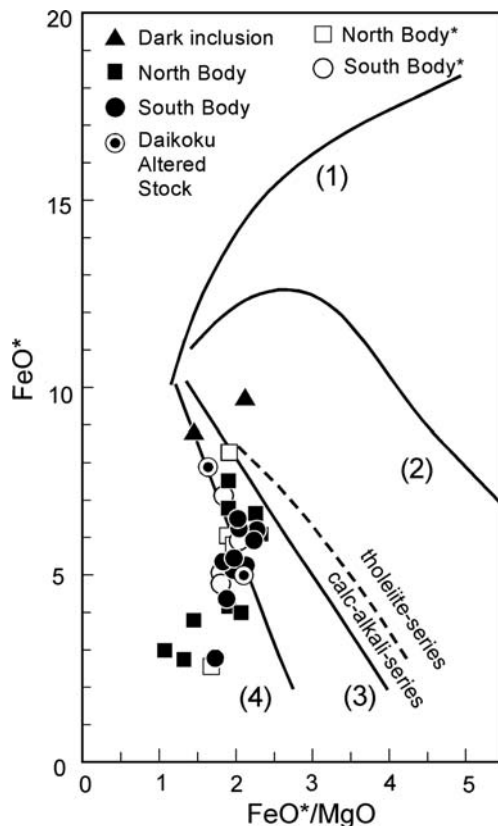 20
Dark inclusion
North Body
South Body
Daikoku
Altered
Stock
North Body*
South Body*
(1)
15
FeO*
10
(2)
5
tholeiite-series
calc-alkali-series
(4)
(3)
0
0 1 2 3 4 5
FeO*/MgO